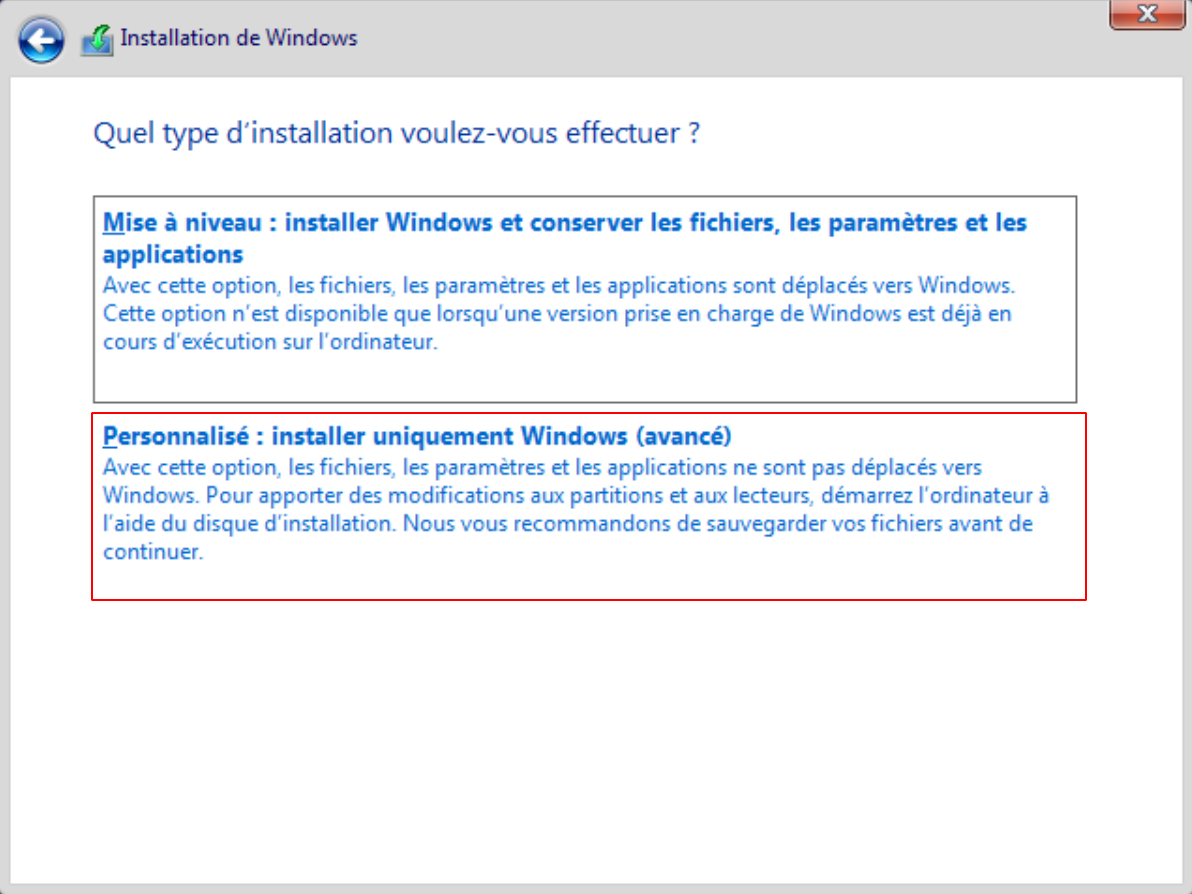 Installation de Windows
Quel type d’installation voulez-vous effectuer ?
Mise à niveau : installer Windows et conserver les fichiers, les paramètres et les
applications
Avec cette option, les fichiers, les paramètres et les applications sont déplacés vers Windows.
Cette option n’est disponible que lorsqu’une version prise en charge de Windows est déjà en
cours d’exécution sur l’ordinateur.
Personnalisé : installer uniquement Windows (avancé)
Avec cette option, les fichiers, les paramètres et les applications ne sont pas déplacés vers
Windows. Pour apporter des modifications aux partitions et aux lecteurs, démarrez l’ordinateur à
l’aide du disque d’installation. Nous vous recommandons de sauvegarder vos fichiers avant de
continuer.